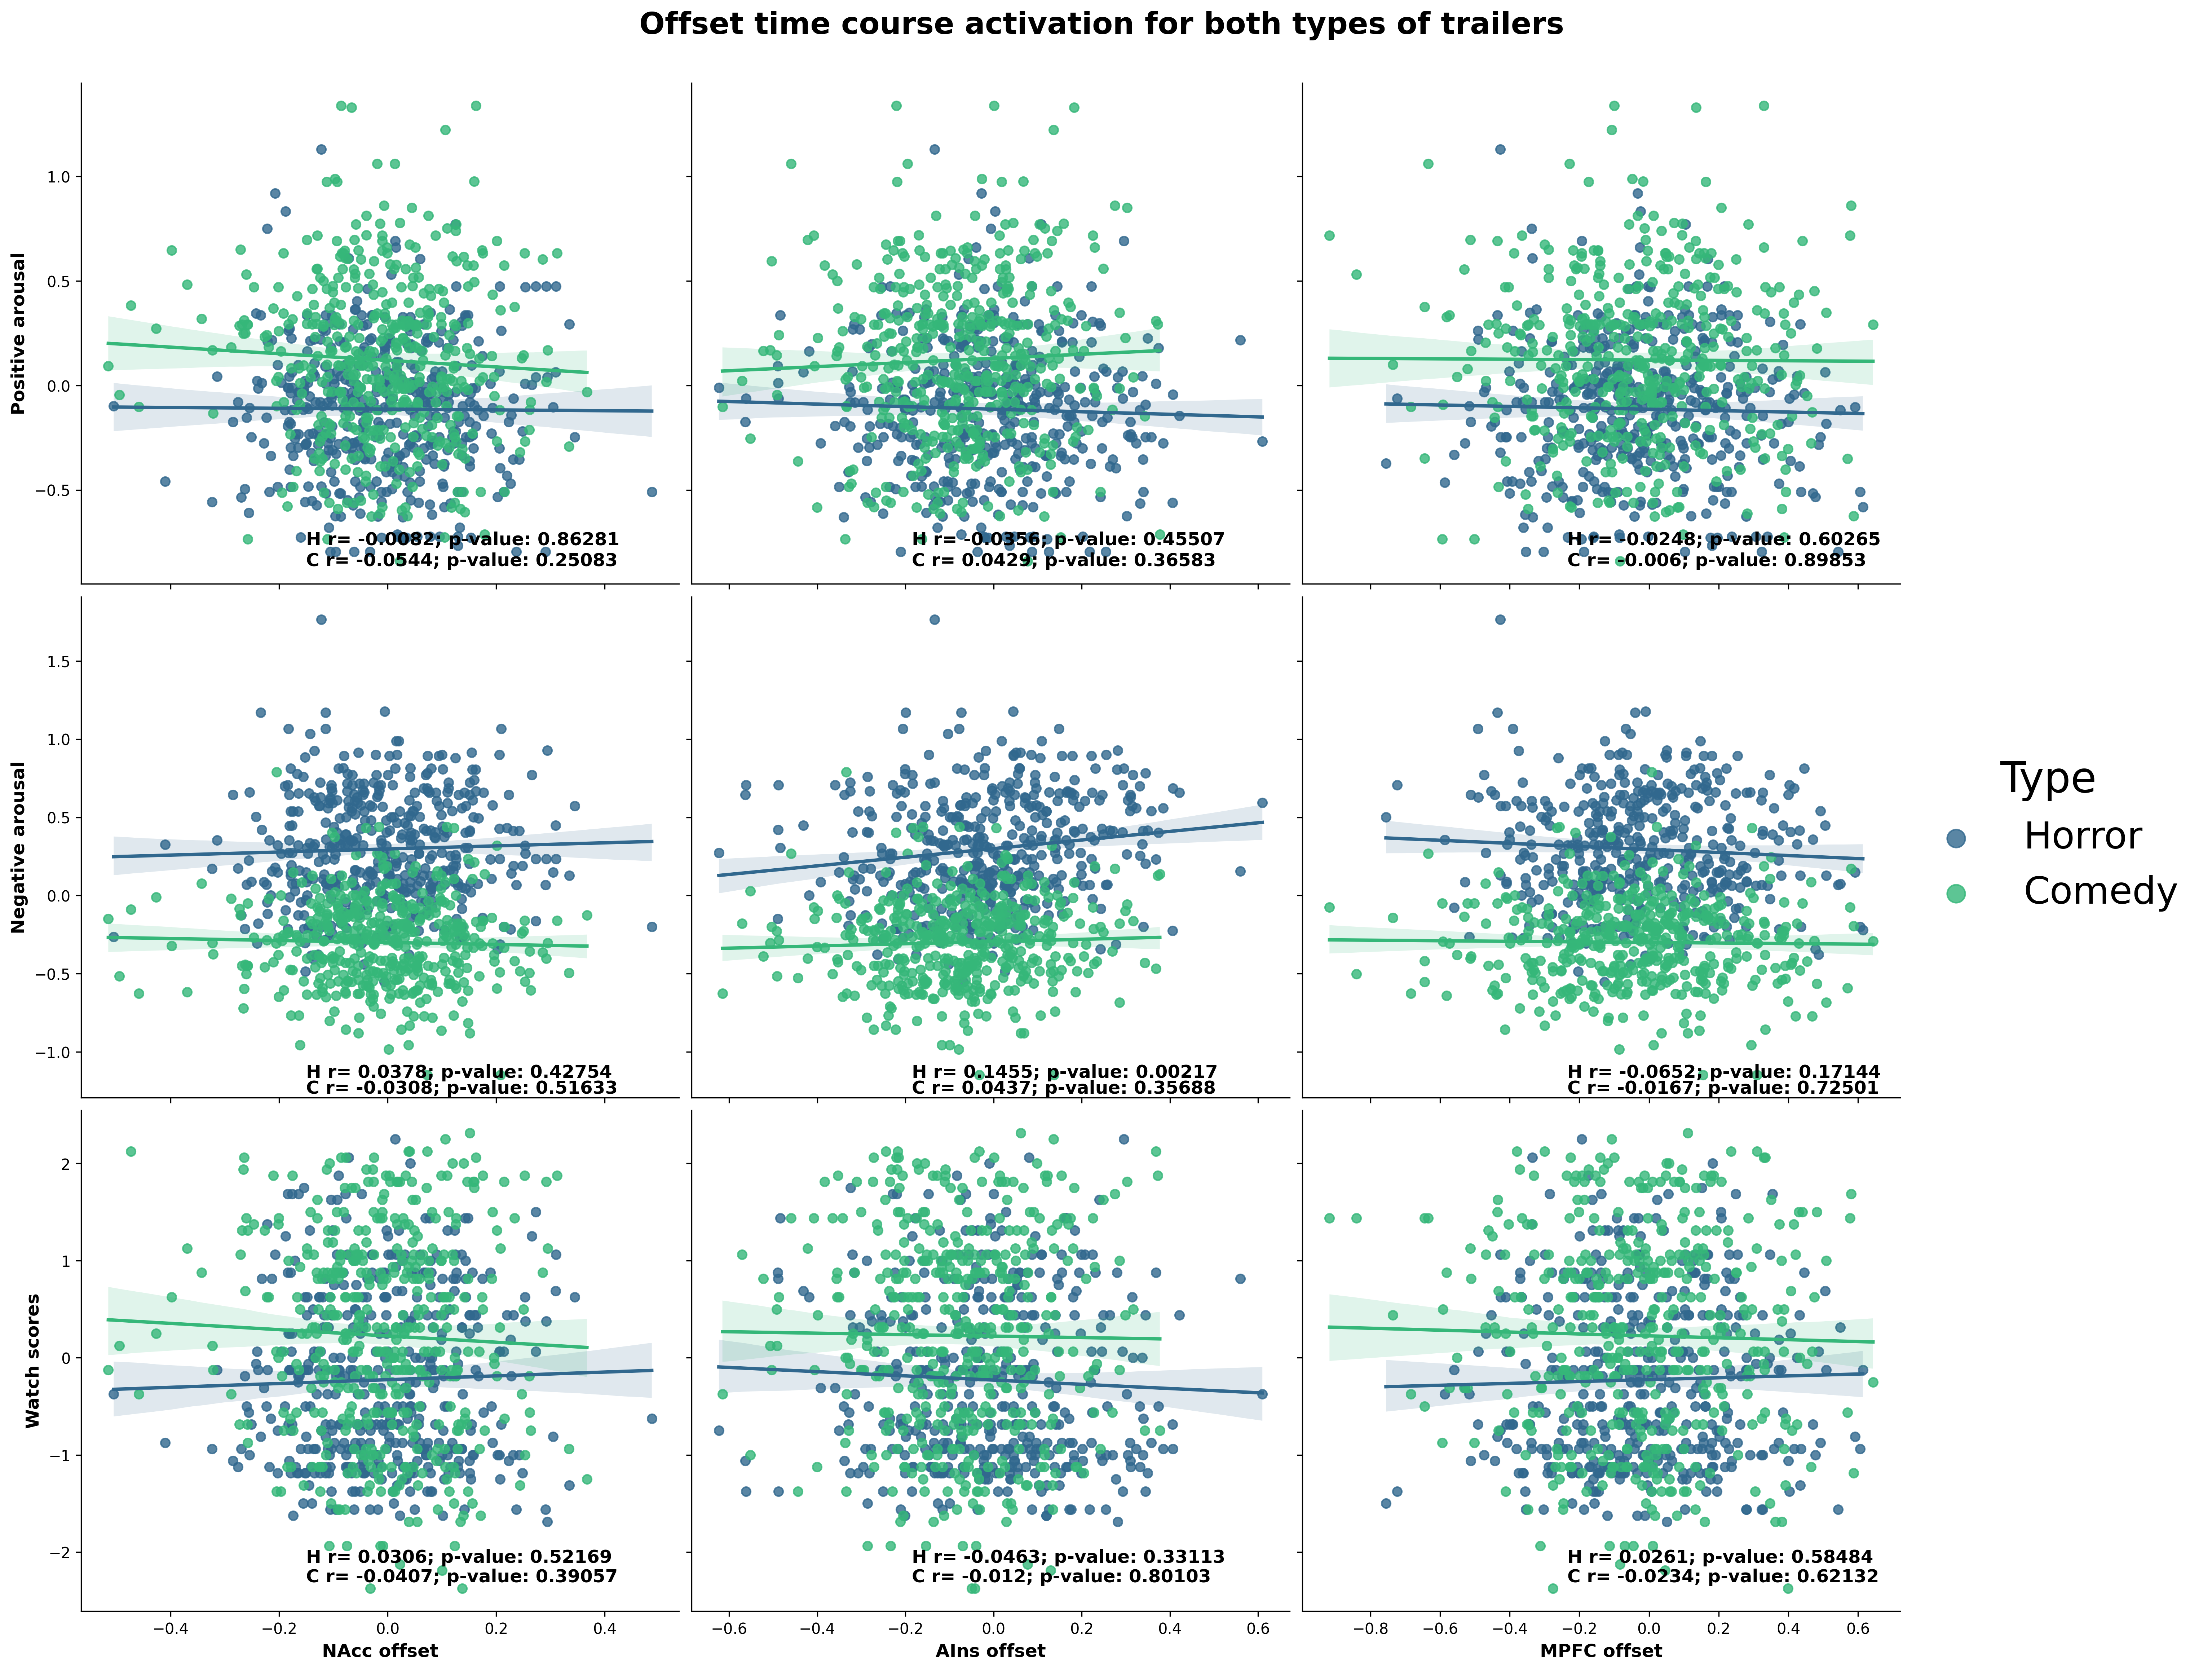 Offset time course activation for both types of trailers
Positive arousal
1.0
0.5
0.0
−0.5
H r= -0.0082; p-value: 0.86281
C r= -0.0544; p-value: 0.25083
H r= -0.0356; p-value: 0.45507
C r= 0.0429; p-value: 0.36583
H r= -0.0248; p-value: 0.60265
C r= -0.006; p-value: 0.89853
Negative arousal
1.5
1.0
0.5
0.0
−0.5
−1.0
H r= 0.0378; p-value: 0.42754
C r= -0.0308; p-value: 0.51633
H r= 0.1455; p-value: 0.00217
C r= 0.0437; p-value: 0.35688
H r= -0.0652; p-value: 0.17144
C r= -0.0167; p-value: 0.72501
Type
Horror
Comedy
Watch scores
2
1
0
−1
−2
H r= 0.0306; p-value: 0.52169
C r= -0.0407; p-value: 0.39057
H r= -0.0463; p-value: 0.33113
C r= -0.012; p-value: 0.80103
H r= 0.0261; p-value: 0.58484
C r= -0.0234; p-value: 0.62132
−0.4 −0.2 0.0 0.2 0.4
NAcc offset
−0.6 −0.4 −0.2 0.0 0.2 0.4 0.6
AIns offset
−0.8 −0.6 −0.4 −0.2 0.0 0.2 0.4 0.6
MPFC offset